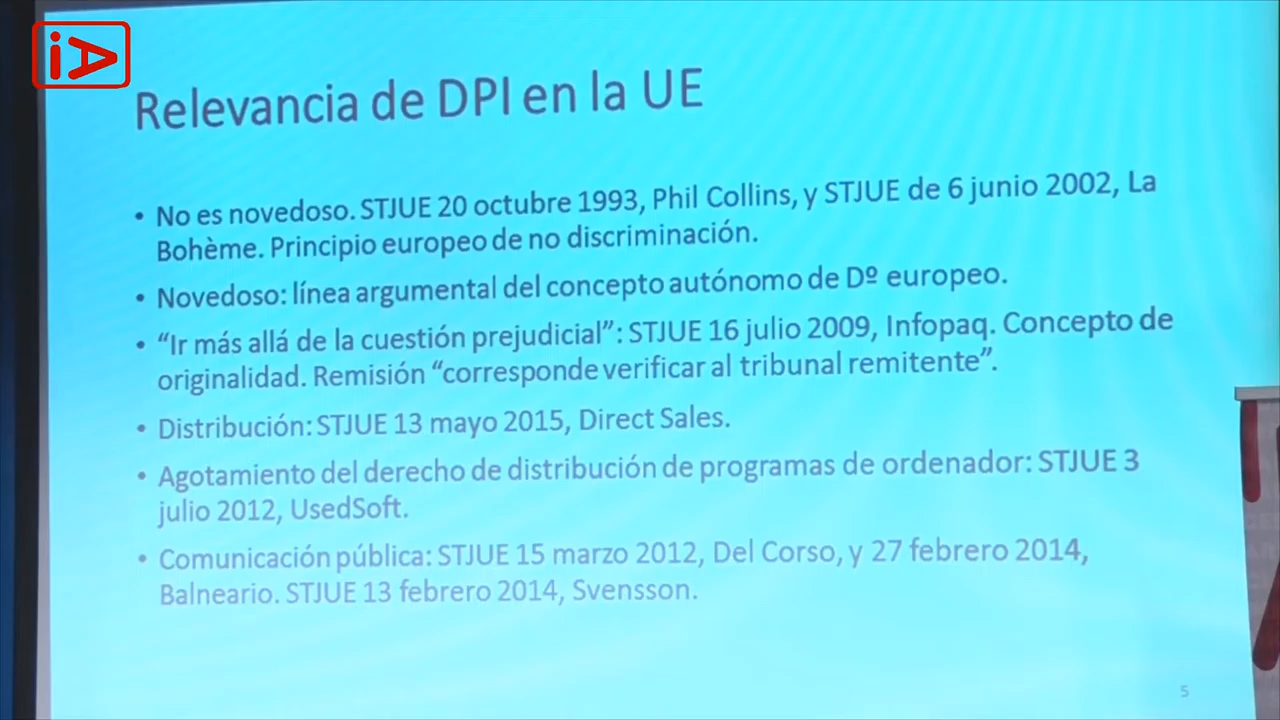 iA
Relevancia de DPI en la UE
• No es novedoso. STJUE 20 octubre 1993, Phil Collins, y STJUE de 6 junio 2002, La
Bohème. Principio europeo de no discriminación.
• Novedoso: línea argumental del concepto autónomo de Dº europeo.
• “Ir más allá de la cuestión prejudicial”: STJUE 16 julio 2009, Infopaq. Concepto de
originalidad. Remisión “corresponde verificar al tribunal remitente”.
• Distribución: STJUE 13 mayo 2015, Direct Sales.
• Agotamiento del derecho de distribución de programas de ordenador: STJUE 3
julio 2012, UsedSoft.
• Comunicación pública: STJUE 15 marzo 2012, Del Corso, y 27 febrero 2014,
Balneario. STJUE 13 febrero 2014, Svensson.
5